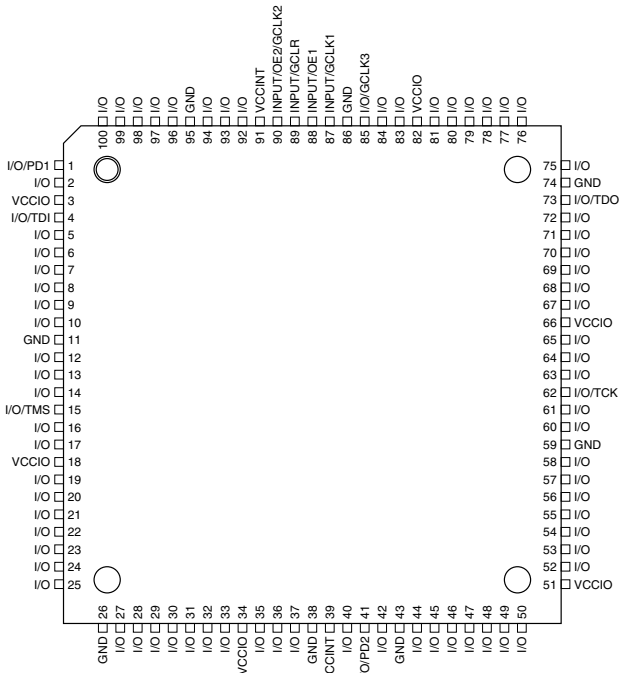 I/O I/O I/O I/O I/O GND I/O I/O I/O VCCINT INPUT/OE2/GCLK2 INPUT/GCLR INPUT/OE1 INPUT/GCLK1 GND I/O/GCLK3 I/O I/O VCCIO I/O I/O I/O I/O I/O I/O
100 99 98 97 96 95 94 93 92 91 90 89 88 87 86 85 84 83 82 81 80 79 78 77 76
I/O/PD1 1 75 I/O
I/O 2 74 GND
VCCIO 3 73 I/O/TDO
I/O/TDI 4 72 I/O
I/O 5 71 I/O
I/O 6 70 I/O
I/O 7 69 I/O
I/O 8 68 I/O
I/O 9 67 I/O
I/O 10 66 VCCIO
GND 11 65 I/O
I/O 12 64 I/O
I/O 13 63 I/O
I/O 14 62 I/O/TCK
I/O/TMS 15 61 I/O
I/O 16 60 I/O
I/O 17 59 GND
VCCIO 18 58 I/O
I/O 19 57 I/O
I/O 20 56 I/O
I/O 21 55 I/O
I/O 22 54 I/O
I/O 23 53 I/O
I/O 24 52 I/O
I/O 25 51 VCCIO
26 27 28 29 30 31 32 33 34 35 36 37 38 39 40 41 42 43 44 45 46 47 48 49 50
GND I/O I/O I/O I/O I/O I/O I/O VCCIO I/O I/O I/O GND CCINT I/O /O/PD2 I/O GND I/O I/O I/O I/O I/O I/O I/O